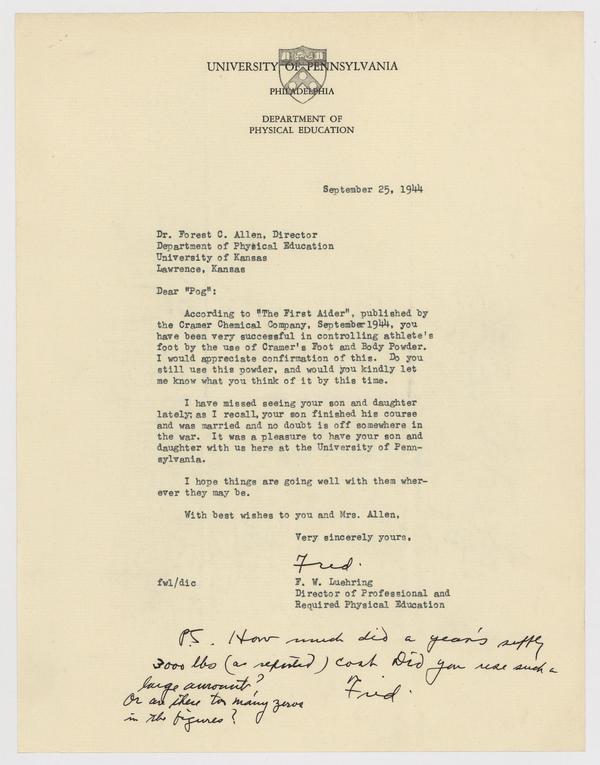 UNIVERSITY OF PENNSYLVANIA
PHILADELPHIA
DEPARTMENT OF
PHYSICAL EDUCATION
September 25, 1944
Dr. Forest C. Allen, Director
Department of Physical Education
University of Kansas
Lawrence, Kansas
Dear "Pog":
According to "The First Aider", published by
the Cramer Chemical Company, September 1944, you
have been very successful in controlling athlete's
foot by the use of Cramer's Foot and Body Powder.
I would appreciate confirmation of this. Do you
still use this powder, and would you kindly let
me know what you think of it by this time.
I have missed seeing your son and daughter
lately; as I recall, your son finished his course
and was married and no doubt is off somewhere in
the war. It was a pleasure to have your son and
daughter with us here at the University of Penn-
sylvania.
I hope things are going well with them wher-
ever they may be.
With best wishes to you and Mrs. Allen,
Very sincerely yours,
Fred.
fwl/dic F. W. Luehring
Director of Professional and
Required Physical Education
P.S. How much did a year's supply
3000 lbs (as reported) cost Did you use such a
large amount?
Fred.
Or are there too many zeros
in the figures?